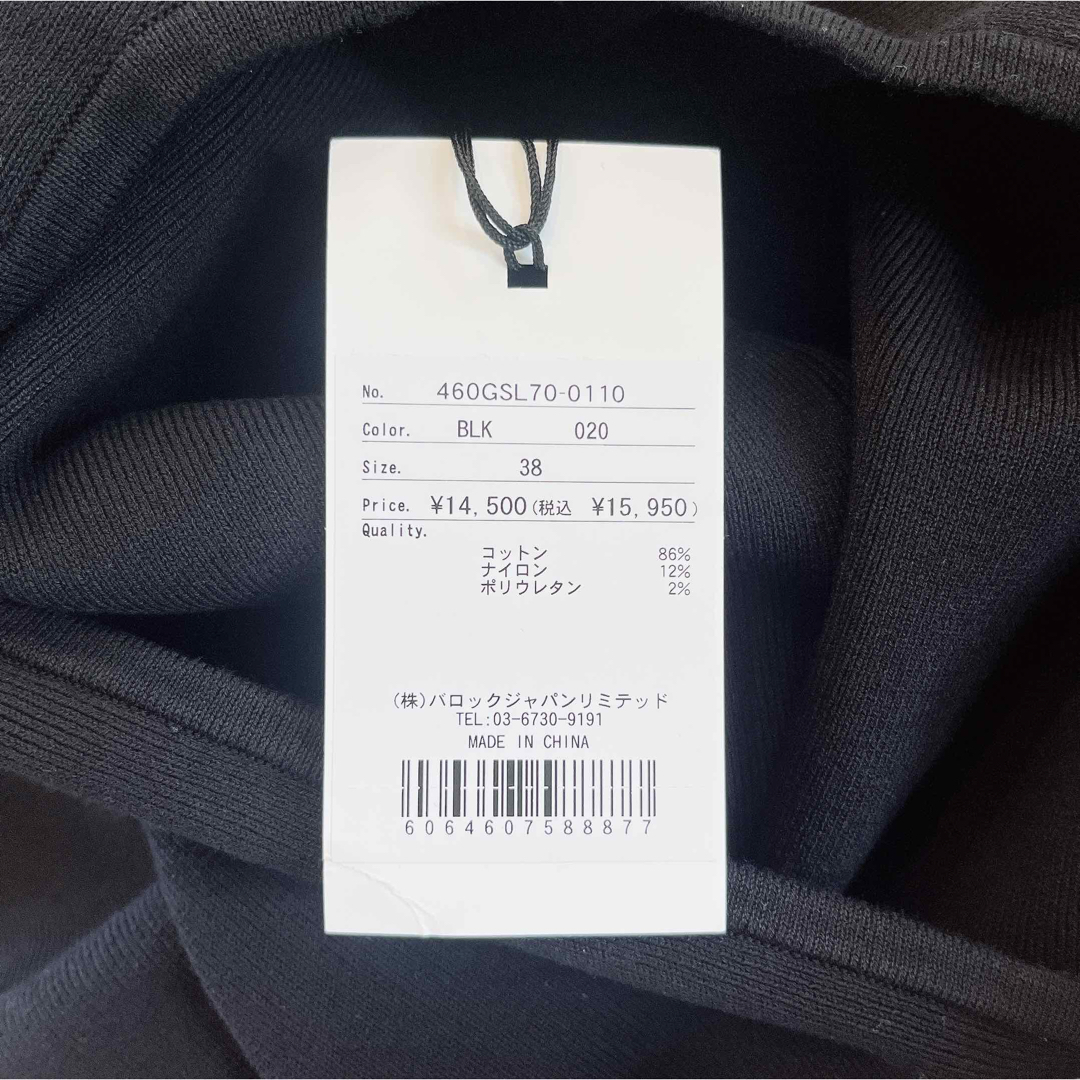 No. 460GSL70-0110
Color. BLK 020
Size. 38
Price. ¥14,500(税込 ¥15,950)
Quality.
コットン 86%
ナイロン 12%
ポリウレタン 2%
(株)バロックジャパンリミテッド
TEL:03-6730-9191
MADE IN CHINA
6064607588877